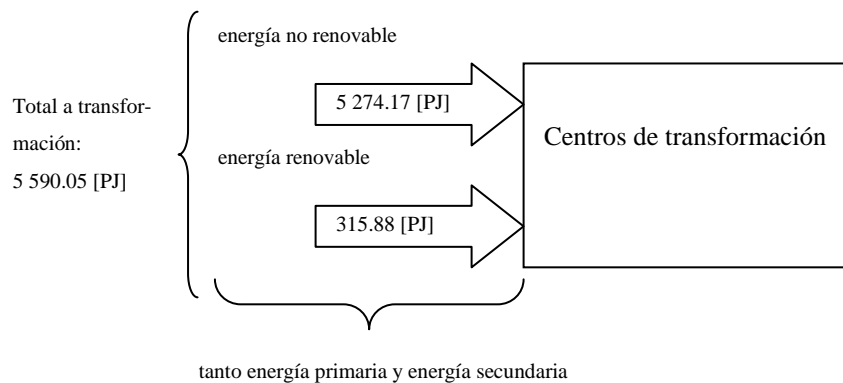 energía no renovable
5 274.17 [PJ]
Total a transfor-
mación:
5 590.05 [PJ]
Centros de transformación
energía renovable
315.88 [PJ]
tanto energía primaria y energía secundaria